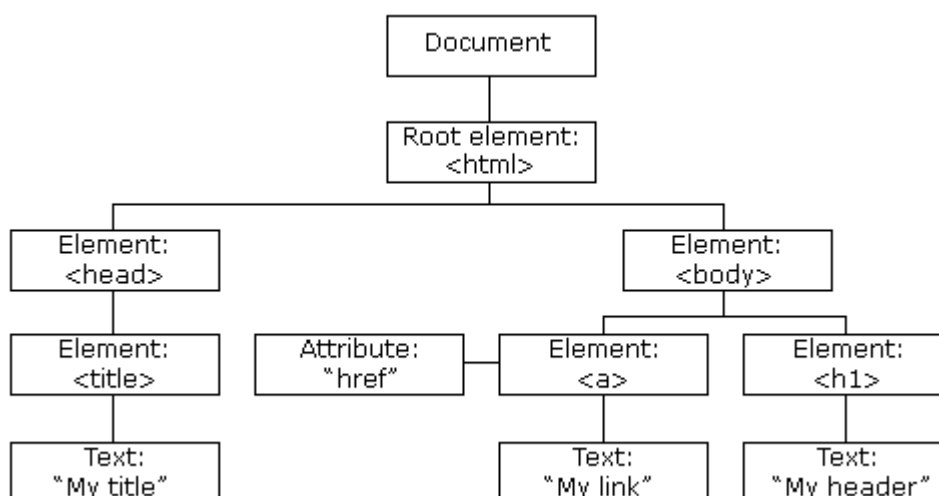 Document
Root element:
<html>
Element:
<head>
Element:
<body>
Element:
<title>
Attribute:
“href”
Element:
<a>
Element:
<h1>
Text:
“My title”
Text:
“My link”
Text:
“My header”